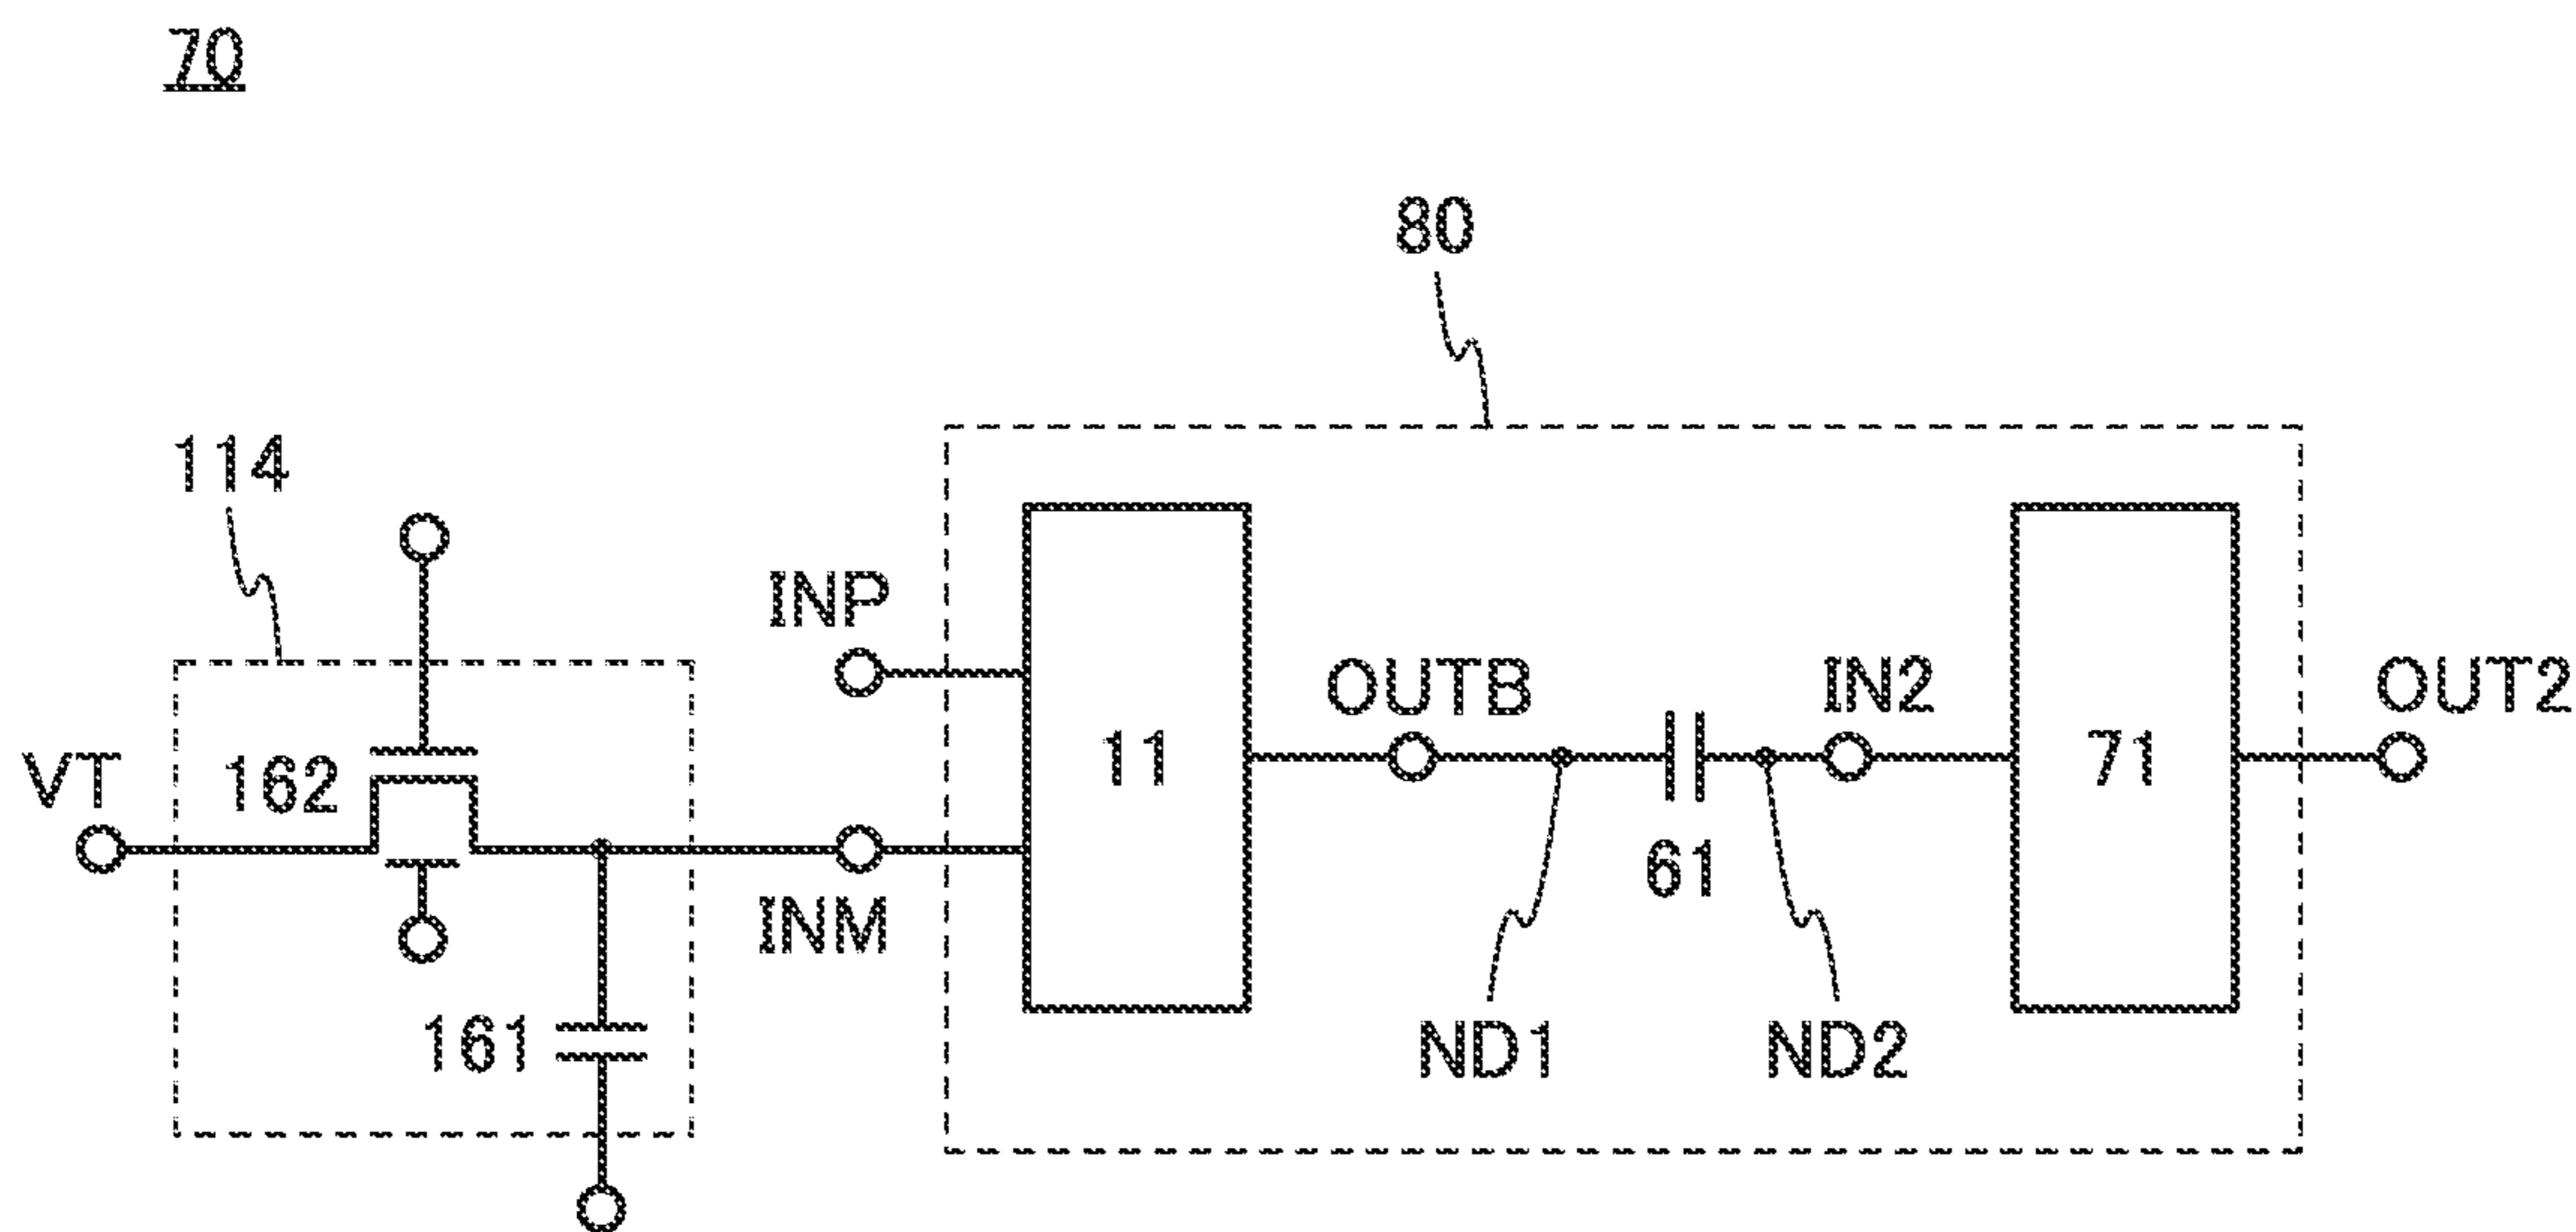 70
80
114
INP
VT
162
11
OUTB
IN2
71
OUT2
61
INM
161
ND1
ND2